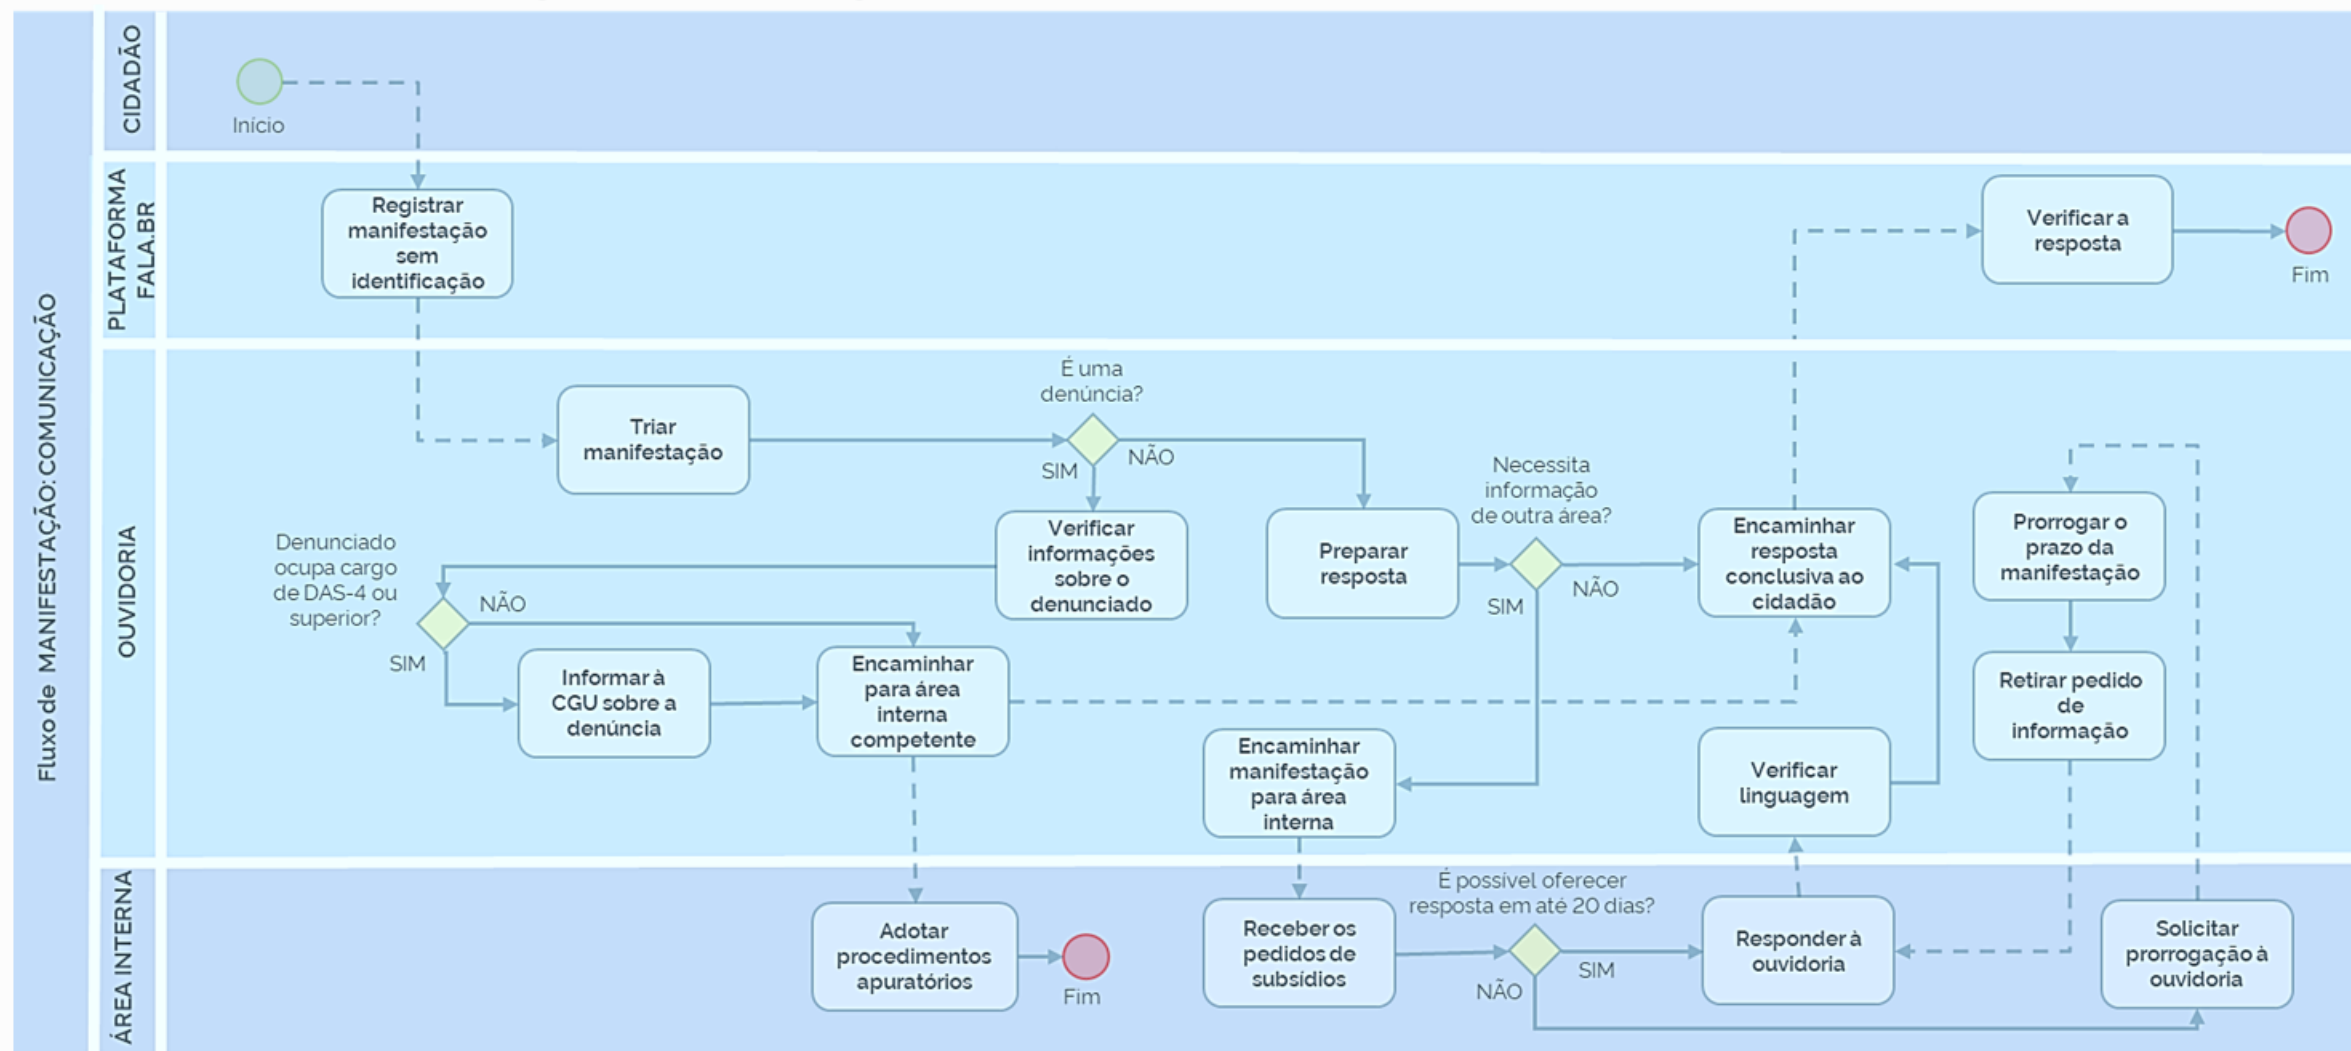 Fluxo de MANIFESTAÇÃO: COMUNICAÇÃO
CIDADÃO
Início
PLATAFORMA
FALA.BR
Registrar
manifestação
sem
identificação
Verificar a
resposta
Fim
OUVIDORIA
Triar
manifestação
É uma
denúncia?
SIM
NÃO
Verificar
informações
sobre o
denunciado
Denunciado
ocupa cargo
de DAS-4 ou
superior?
NÃO
SIM
Informar à
CGU sobre a
denúncia
Encaminhar
para área
interna
competente
Preparar
resposta
Necessita
informação
de outra área?
SIM
NÃO
Encaminhar
resposta
conclusiva ao
cidadão
Prorrogar o
prazo da
manifestação
Retirar pedido
de
informação
Encaminhar
manifestação
para área
interna
Verificar
linguagem
ÁREA INTERNA
Adotar
procedimentos
apuratórios
Fim
Receber os
pedidos de
subsídios
É possível oferecer
resposta em até 20 dias?
SIM
NÃO
Responder à
ouvidoria
Solicitar
prorrogação à
ouvidoria